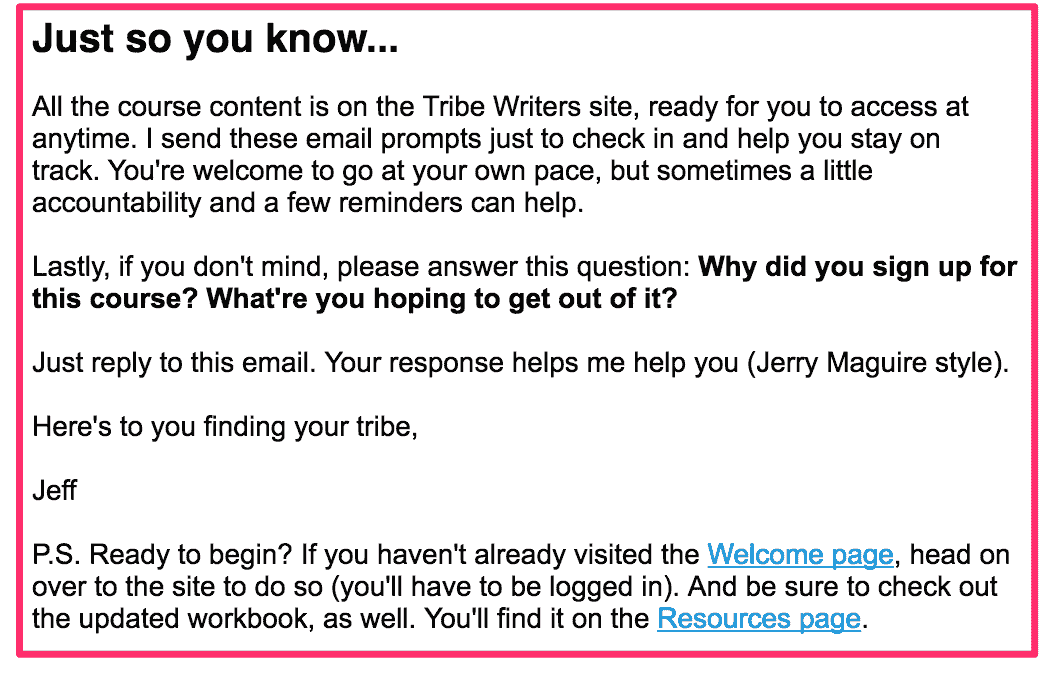 Just so you know...
All the course content is on the Tribe Writers site, ready for you to access at
anytime. I send these email prompts just to check in and help you stay on
track. You're welcome to go at your own pace, but sometimes a little
accountability and a few reminders can help.
Lastly, if you don't mind, please answer this question: Why did you sign up for
this course? What're you hoping to get out of it?
Just reply to this email. Your response helps me help you (Jerry Maguire style).
Here's to you finding your tribe,
Jeff
P.S. Ready to begin? If you haven't already visited the Welcome page, head on
over to the site to do so (you'll have to be logged in). And be sure to check out
the updated workbook, as well. You'll find it on the Resources page.